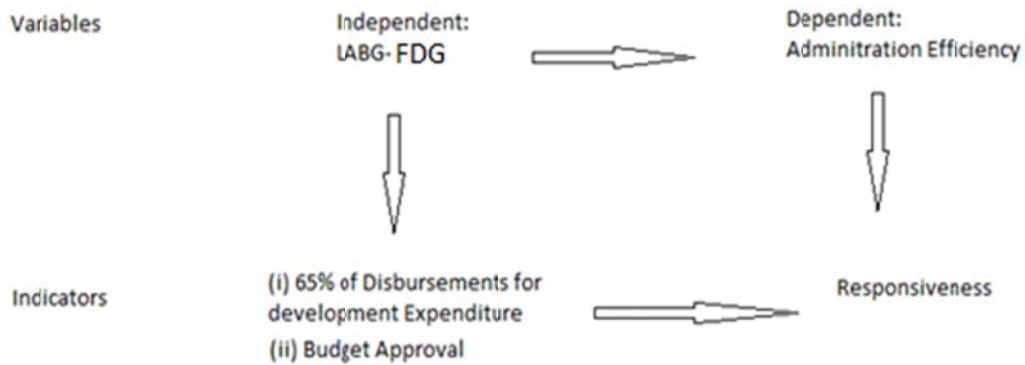 Variables
Independent:
LABG- FDG
Dependent:
Adminitration Efficiency
Indicators
(i) 65% of Disbursements for
development Expenditure
(ii) Budget Approval
Responsiveness